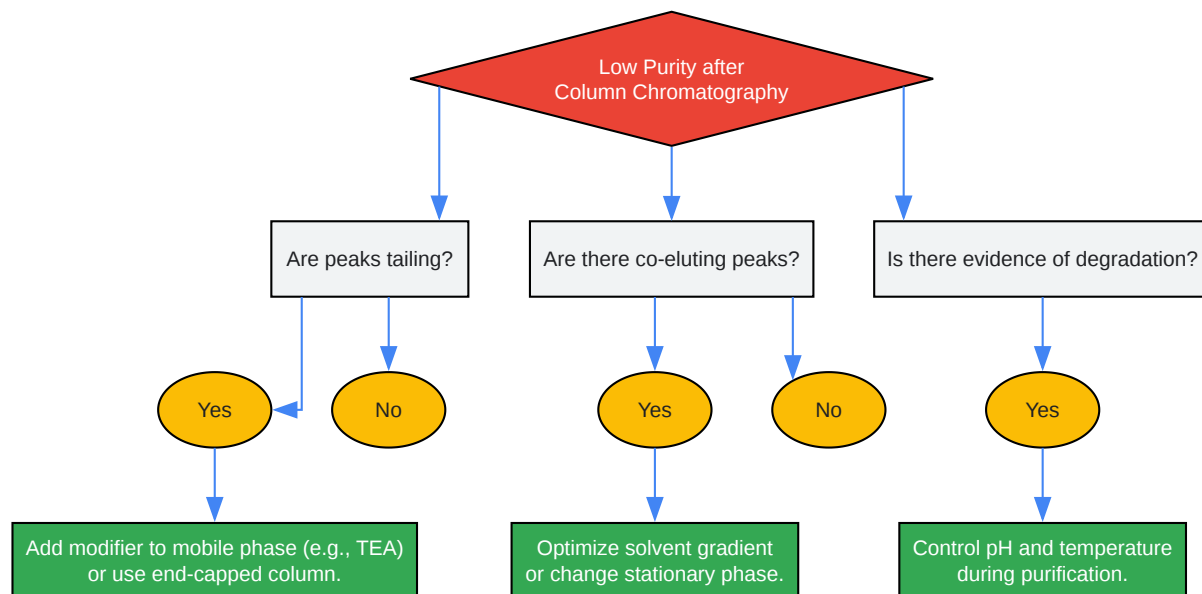 Low Purity after
Column Chromatography
Are peaks tailing?
Are there co-eluting peaks?
Is there evidence of degradation?
Yes
No
Yes
No
Yes
Add modifier to mobile phase (e.g., TEA)
or use end-capped column.
Optimize solvent gradient
or change stationary phase.
Control pH and temperature
during purification.